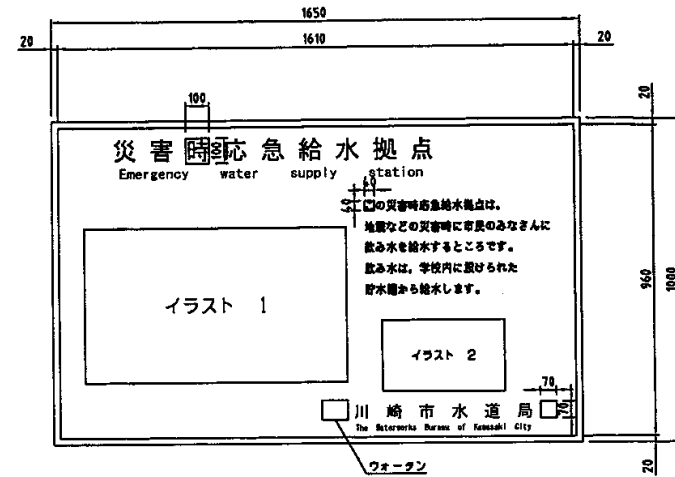 1650
20 1610 20
100
20
災害時応急給水拠点
Emergency water supply station
60
60
この災害時応急給水拠点は、
地震などの災害時に市民のみなさんに
飲み水を給水するところです。
飲み水は、学校内に設けられた
貯水槽から給水します。
イラスト 1
イラスト 2
960
1000
70
70
川崎市水道局
The Waterworks Bureau of Kawasaki City
ウォータン
20